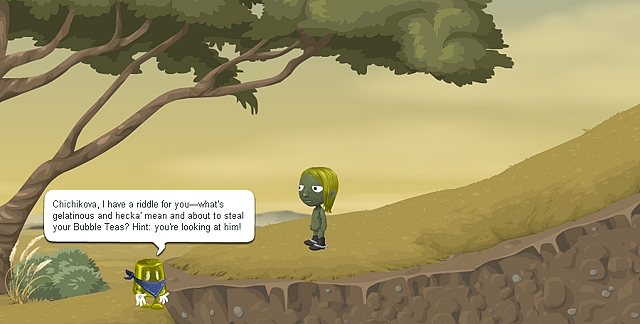 Chichikova, I have a riddle for you—what's
gelatinous and hecka' mean and about to steal
your Bubble Teas? Hint: you're looking at him!